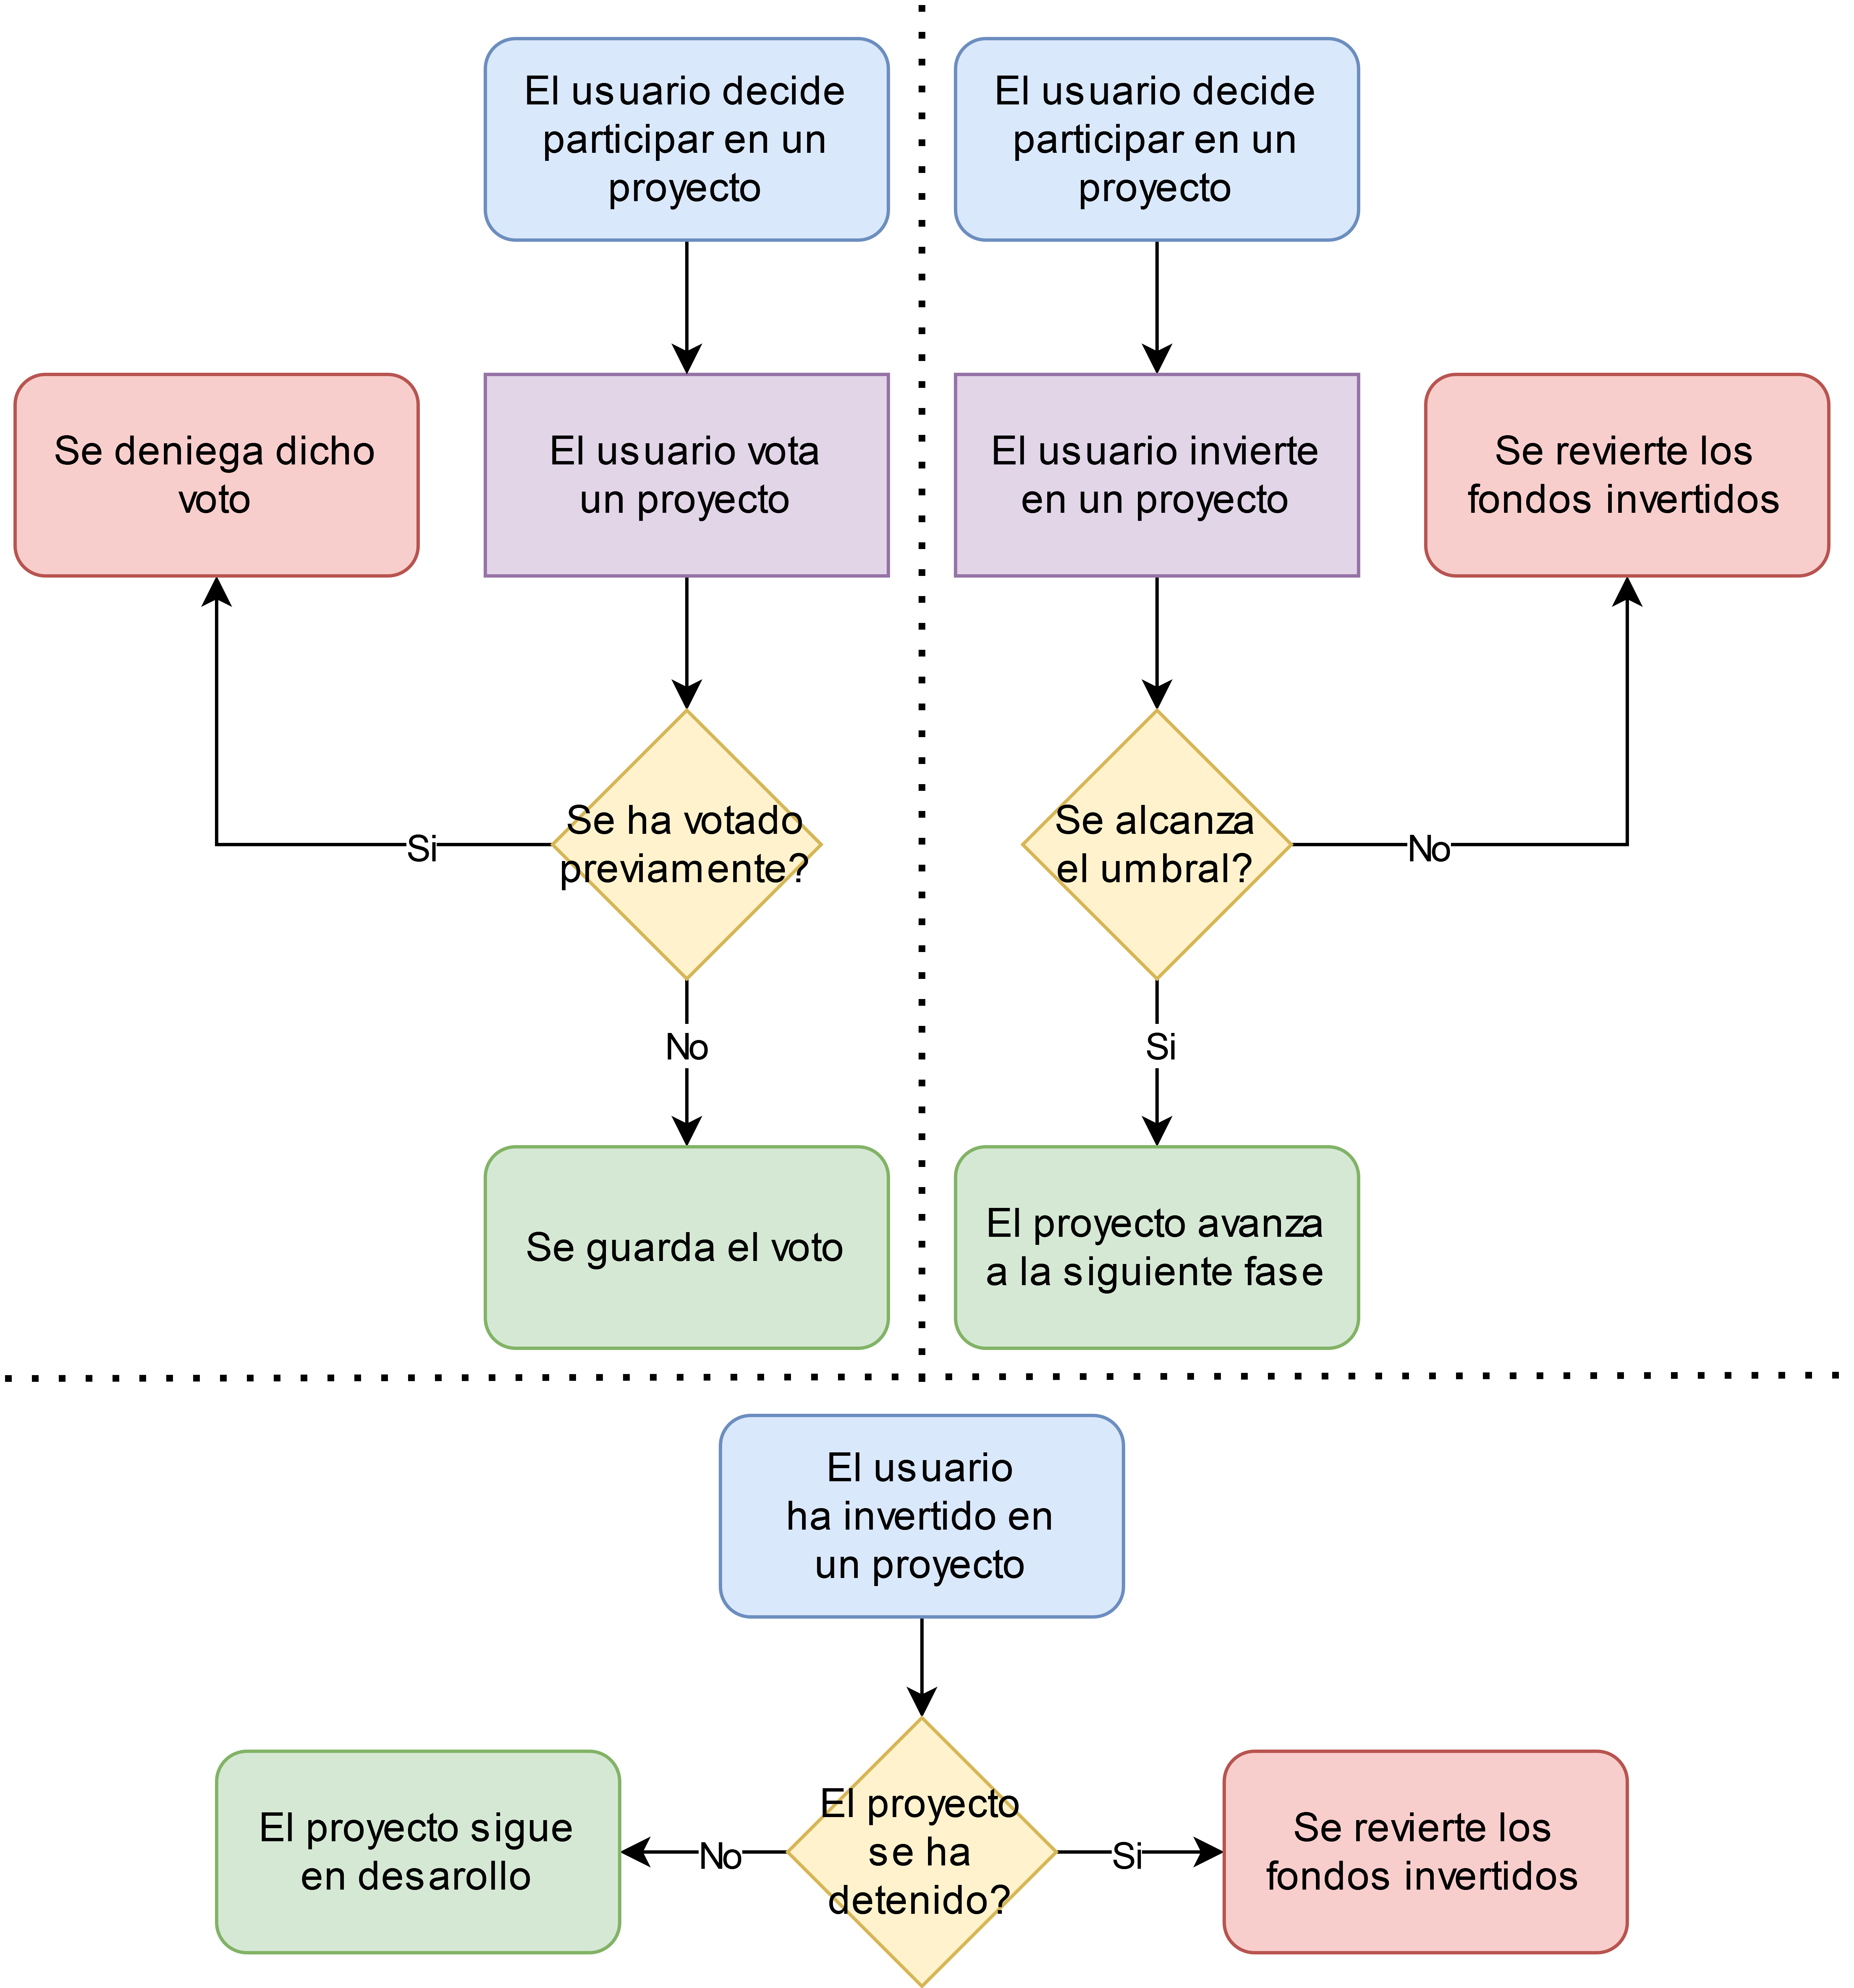 El usuario decide
participar en un
proyecto
El usuario vota
un proyecto
Se deniega dicho
voto
Se ha votado
previamente?
Si
No
Se guarda el voto
El usuario decide
participar en un
proyecto
El usuario invierte
en un proyecto
Se revierte los
fondos invertidos
Se alcanza
el umbral?
No
Si
El proyecto avanza
a la siguiente fase
El usuario
ha invertido en
un proyecto
El proyecto
se ha
detenido?
No
Si
El proyecto sigue
en desarollo
Se revierte los
fondos invertidos